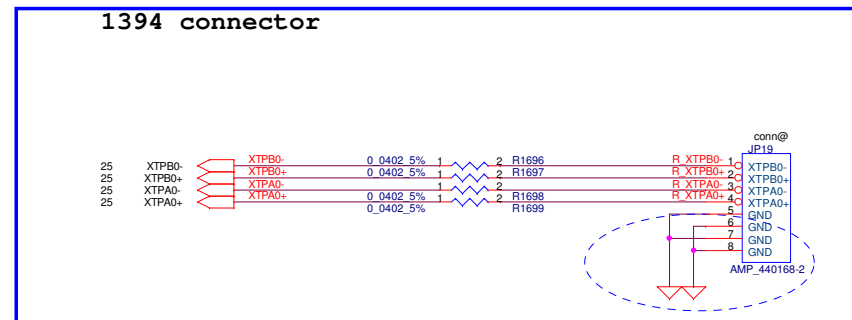 1394 connector
conn@
JP19
25 XTPB0- XTPB0- 0_0402_5% 1 2 R1696 R_XTPB0- 1 XTPB0-
25 XTPB0+ XTPB0+ 1 2 R1697 R_XTPB0+ 2 XTPB0+
25 XTPA0- XTPA0- 1 2 R_XTPA0- 3 XTPA0-
25 XTPA0+ XTPA0+ 0_0402_5% 1 2 R1698 R_XTPA0+ 4 XTPA0+
0_0402_5% R1699
5 GND
6 GND
7 GND
8 GND
AMP_440168-2